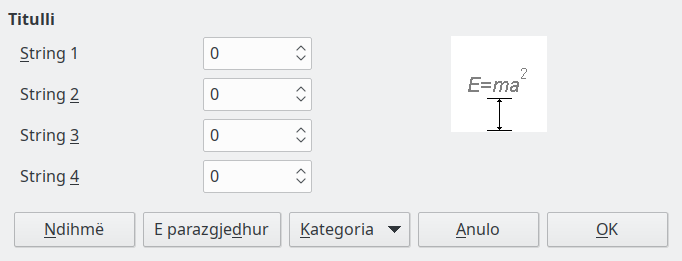 Titulli
String 1 0
String 2 0
String 3 0
String 4 0
E=ma²
Ndihmë E parazgjedhur Kategoria Anulo OK